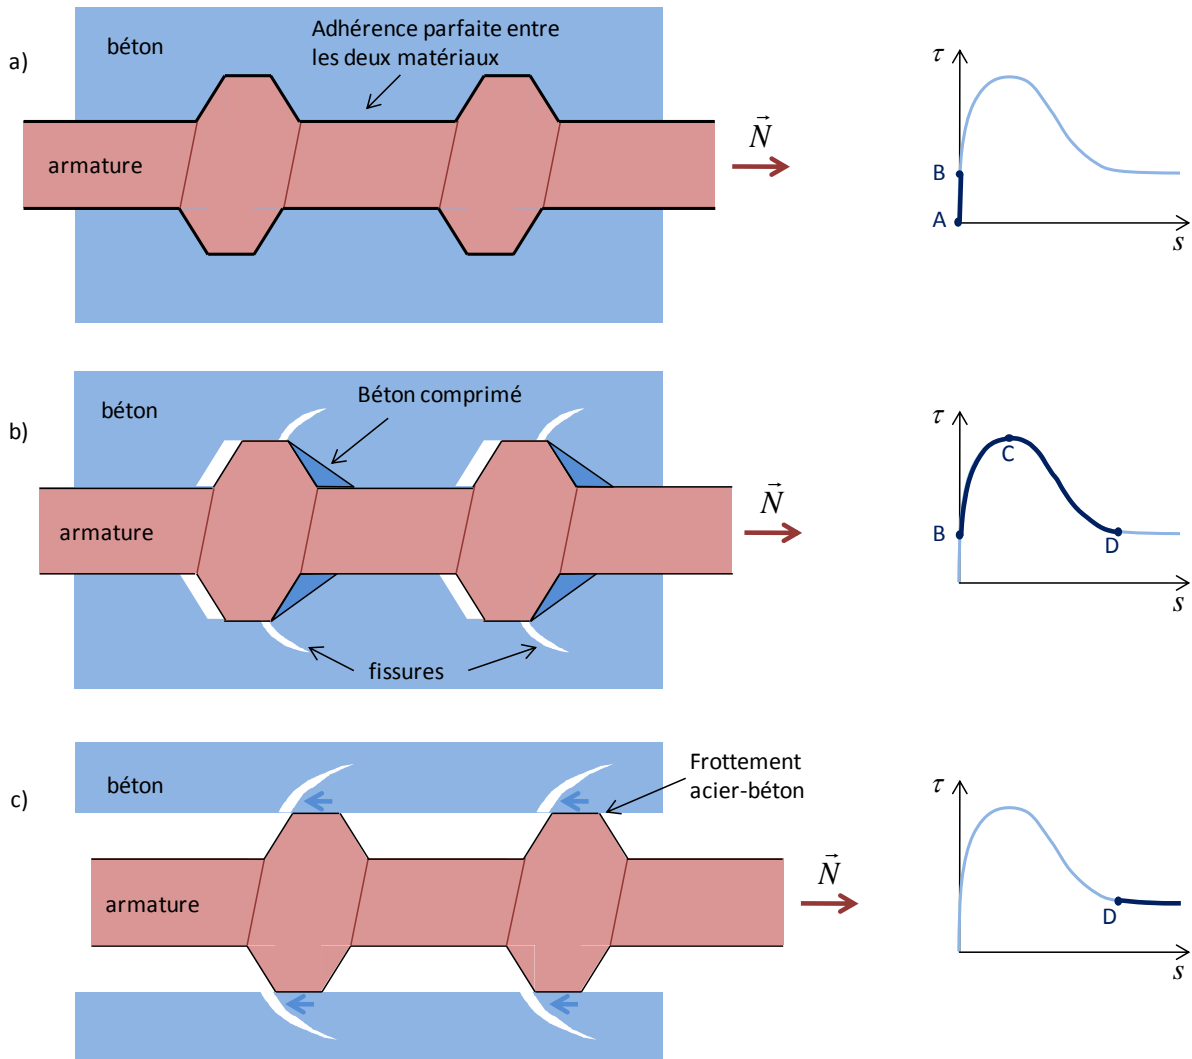 a)
béton
Adhérence parfaite entre
les deux matériaux
armature
N
τ
B
A
s
b)
béton
Béton comprimé
armature
fissures
N
τ
C
B
D
s
c)
béton
Frottement
acier-béton
armature
N
τ
D
s